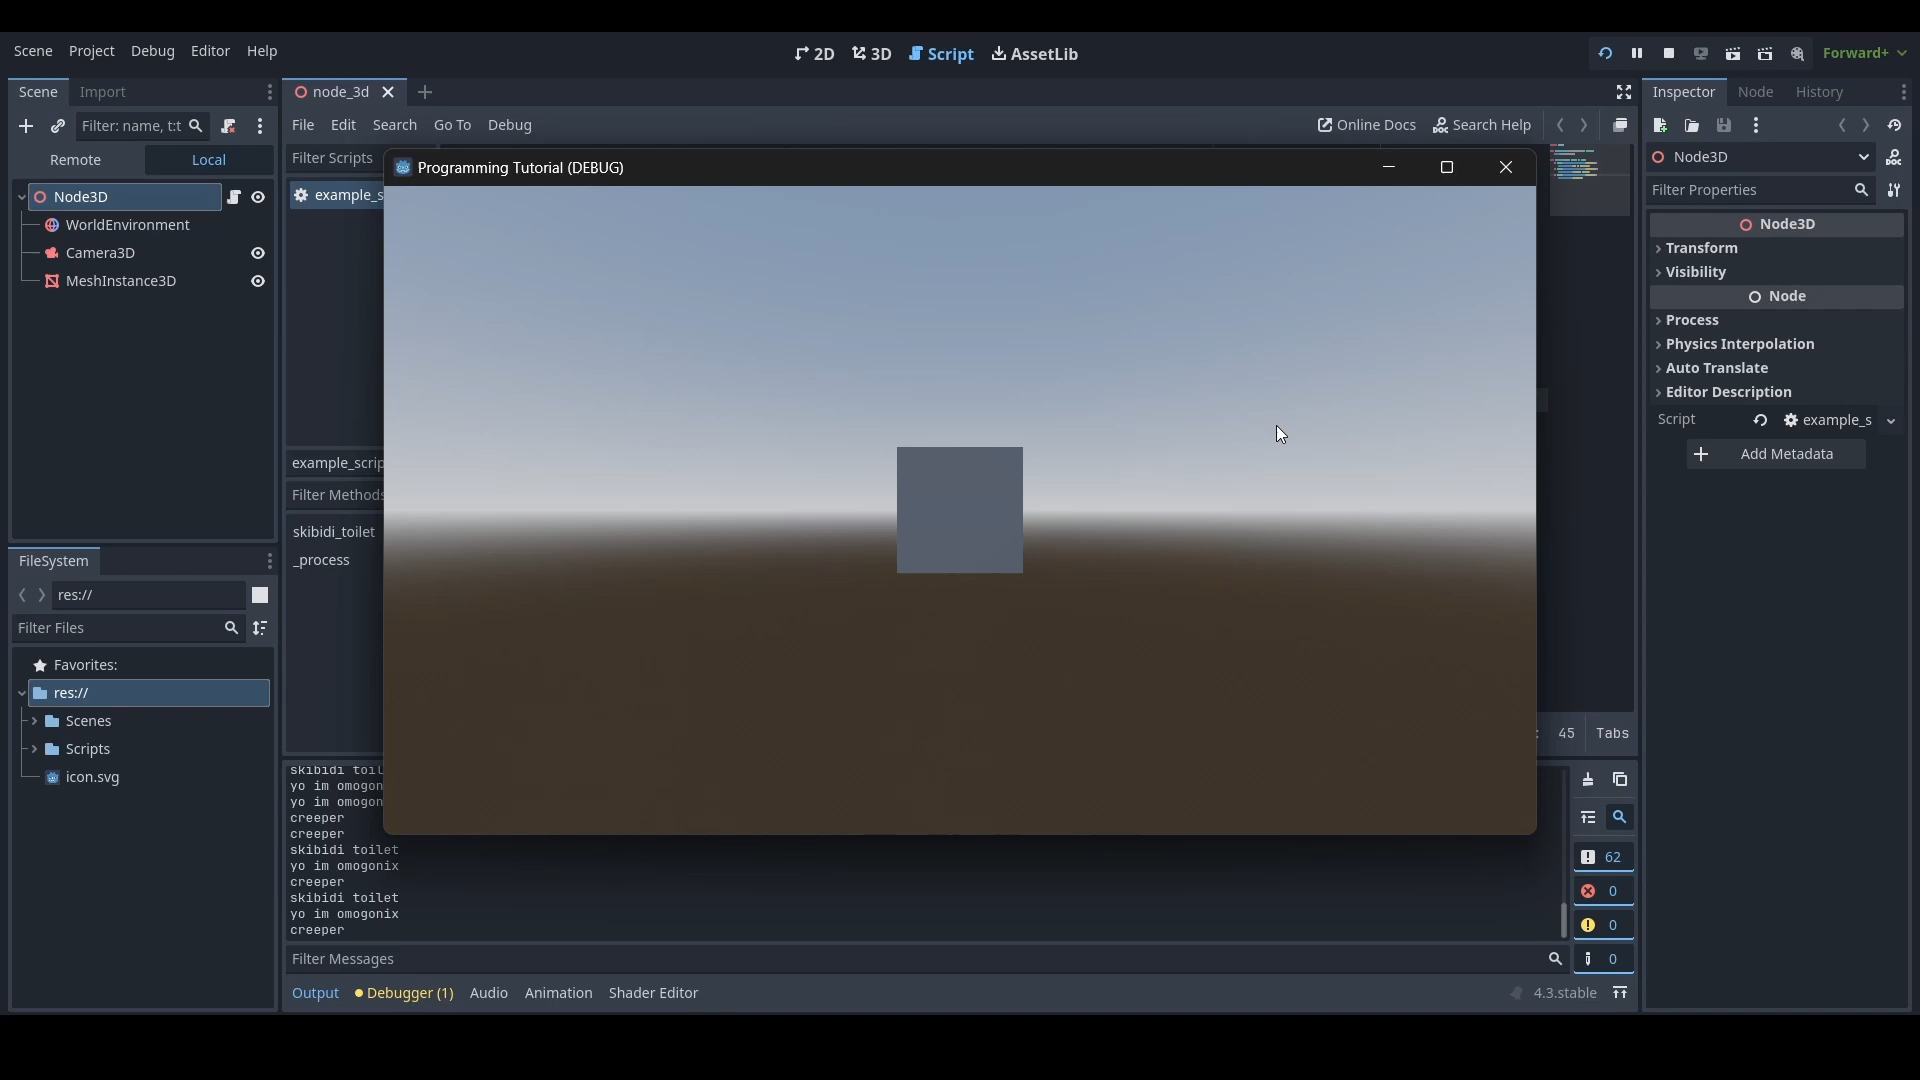 Scene Project Debug Editor Help
2D 3D Script AssetLib
Forward+
Scene Import
node_3d
Inspector Node History
Filter: name, t:t
File Edit Search Go To Debug
Online Docs Search Help
Remote Local
Filter Scripts
Node3D
Programming Tutorial (DEBUG)
Filter Properties
Node3D
example_s
WorldEnvironment
Camera3D
MeshInstance3D
Node3D
Transform
Visibility
Node
Process
Physics Interpolation
Auto Translate
Editor Description
Script example_s
Add Metadata
example_scrip
Filter Methods
skibidi_toilet
_process
FileSystem
res://
Filter Files
Favorites:
res://
Scenes
Scripts
icon.svg
: 45 Tabs
skibidi toil
yo im omogon
yo im omogon
creeper
creeper
skibidi toilet
yo im omogonix
creeper
skibidi toilet
yo im omogonix
creeper
62
0
0
0
Filter Messages
Output Debugger (1) Audio Animation Shader Editor
4.3.stable